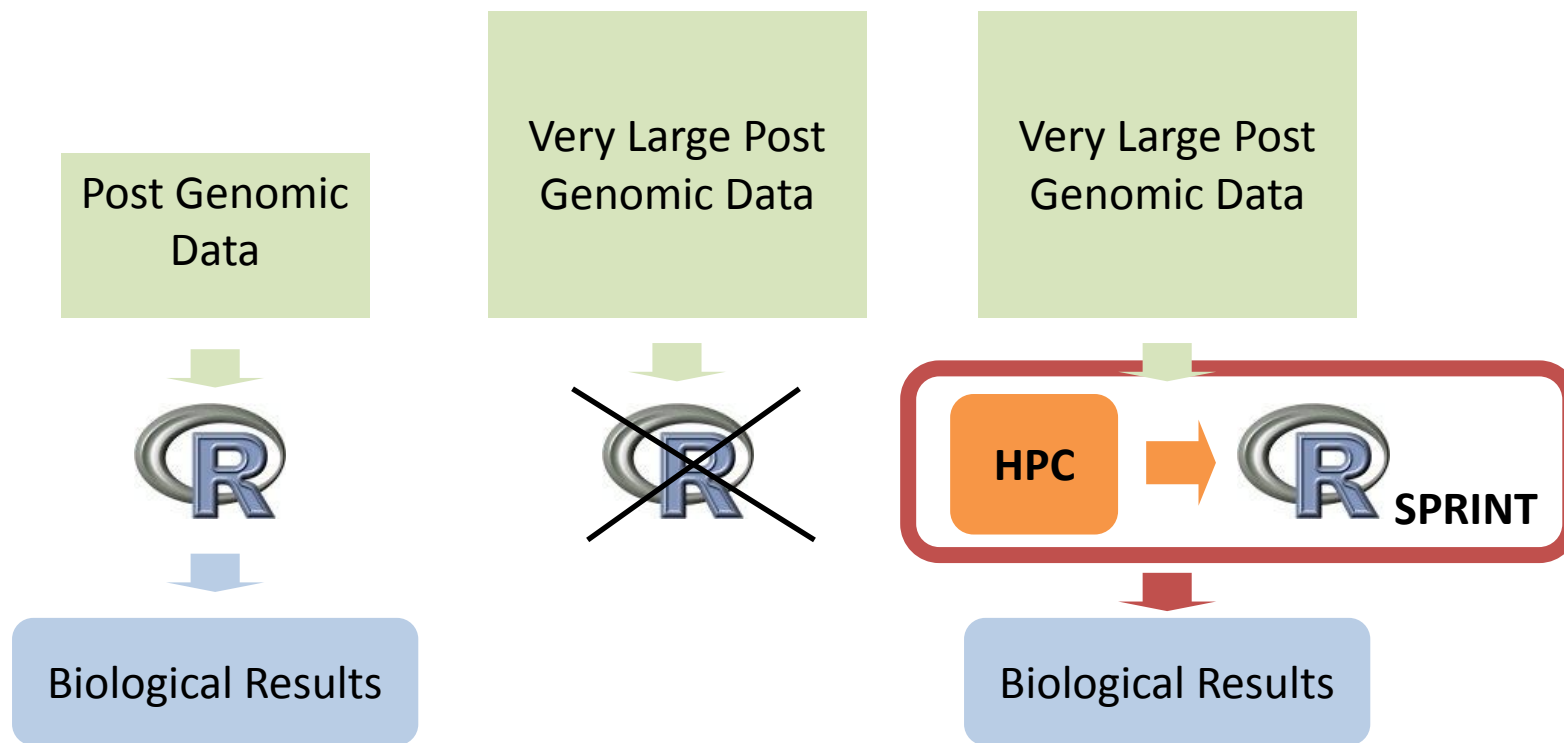 Post Genomic
Data
R
Biological Results
Very Large Post
Genomic Data
R
Very Large Post
Genomic Data
HPC
R
SPRINT
Biological Results